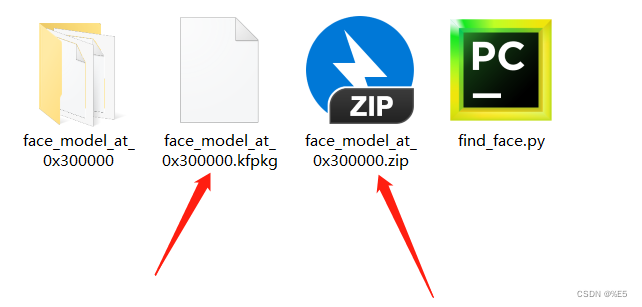 ZIP
PC
face_model_at_
0x300000
face_model_at_
0x300000.kfpkg
face_model_at_
0x300000.zip
find_face.py
CSDN @%E5